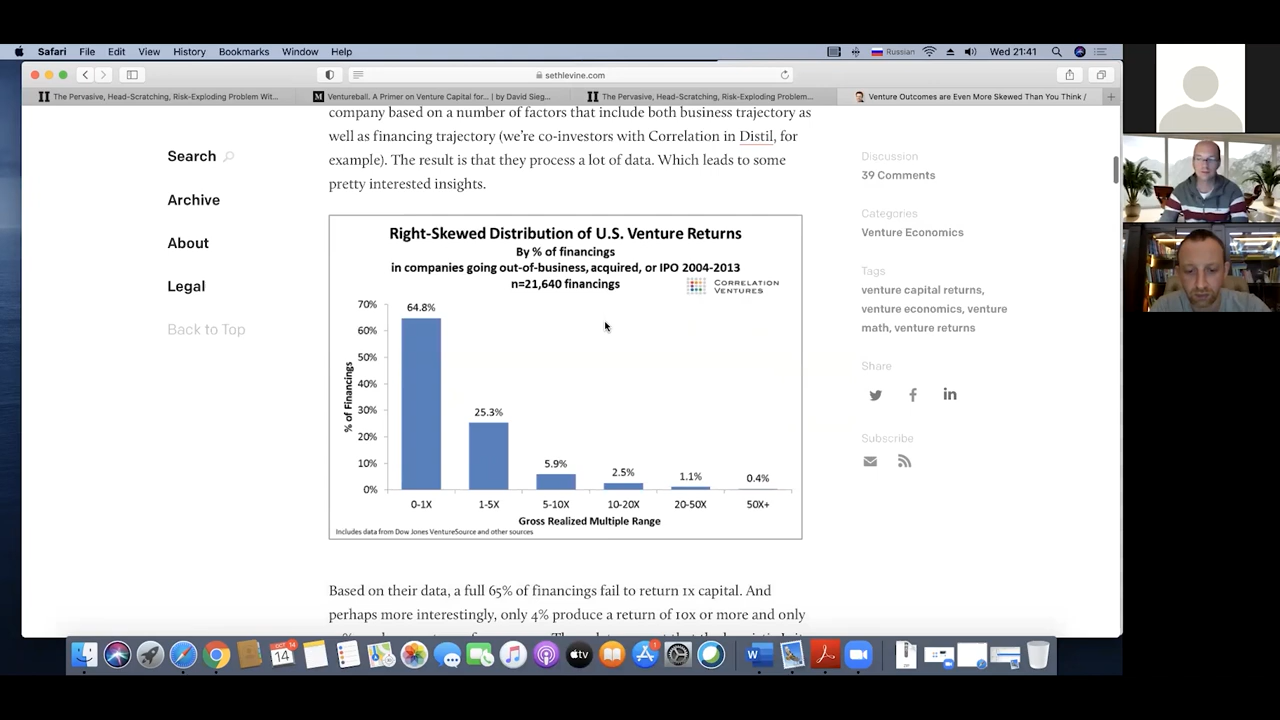 Safari File Edit View History Bookmarks Window Help
Russian
Wed 21:41
sethlevine.com
The Pervasive, Head-Scratching, Risk-Exploding Problem Wit...
Ventureball. A Primer on Venture Capital for... | by David Sieg...
The Pervasive, Head-Scratching, Risk-Exploding Problem...
Venture Outcomes are Even More Skewed Than You Think /
company based on a number of factors that include both business trajectory as
well as financing trajectory (we're co-investors with Correlation in Distil, for
example). The result is that they process a lot of data. Which leads to some
pretty interested insights.
Search
Archive
About
Legal
Back to Top
Right-Skewed Distribution of U.S. Venture Returns
By % of financings
in companies going out-of-business, acquired, or IPO 2004-2013
n=21,640 financings
CORRELATION
VENTURES
% of Financings
70%
60%
50%
40%
30%
20%
10%
0%
64.8%
25.3%
5.9%
2.5%
1.1%
0.4%
0-1X
1-5X
5-10X
10-20X
20-50X
50X+
Gross Realized Multiple Range
Includes data from Dow Jones VentureSource and other sources
Based on their data, a full 65% of financings fail to return 1x capital. And
perhaps more interestingly, only 4% produce a return of 10x or more and only
Discussion
39 Comments
Categories
Venture Economics
Tags
venture capital returns,
venture economics, venture
math, venture returns
Share
Subscribe
OCT
14
tv